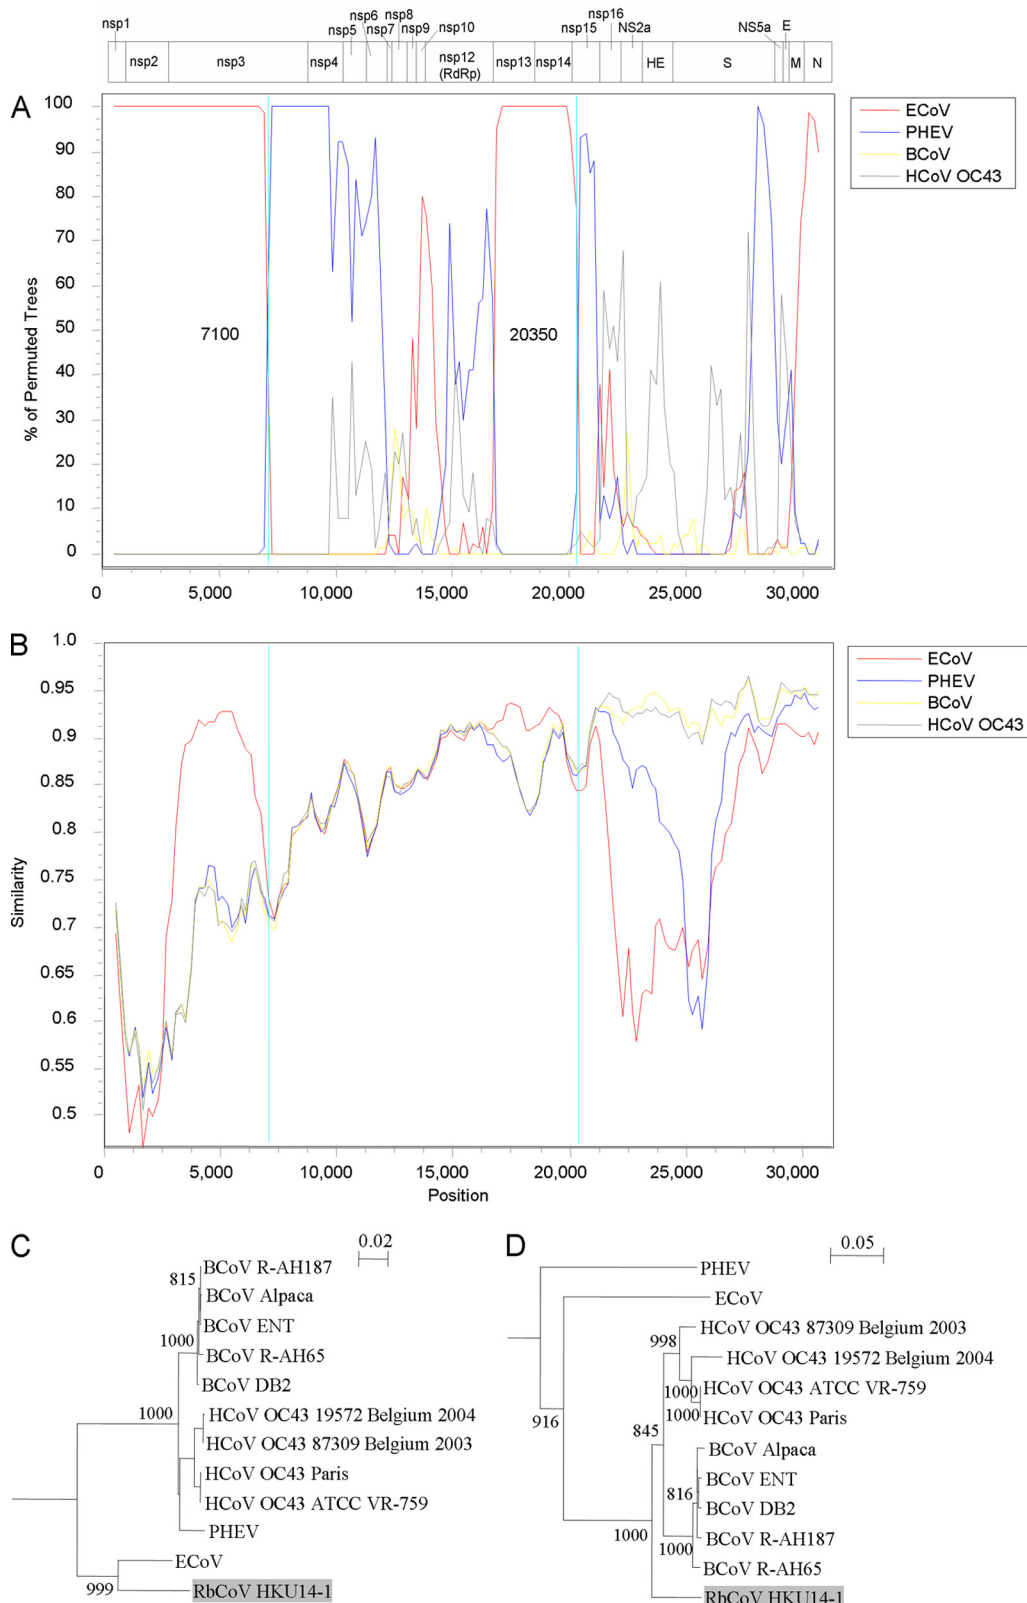 nsp1 nsp2 nsp3 nsp4 nsp5 nsp6 nsp7 nsp8 nsp9 nsp10 nsp12 (RdRp) nsp13 nsp14 nsp15 nsp16 NS2a HE S NS5a E M N
A
100
90
80
70
60
50
40
30
20
10
0
% of Permuted Trees
7100
20350
0 5,000 10,000 15,000 20,000 25,000 30,000
ECoV
PHEV
BCoV
HCoV OC43
B
1.0
0.95
0.9
0.85
0.8
0.75
0.7
0.65
0.6
0.55
0.5
Similarity
0 5,000 10,000 15,000 20,000 25,000 30,000
Position
ECoV
PHEV
BCoV
HCoV OC43
C
0.02
BCoV R-AH187
815
BCoV Alpaca
BCoV ENT
1000
BCoV R-AH65
BCoV DB2
1000
HCoV OC43 19572 Belgium 2004
HCoV OC43 87309 Belgium 2003
HCoV OC43 Paris
HCoV OC43 ATCC VR-759
PHEV
ECoV
999
RbCoV HKU14-1
D
0.05
PHEV
ECoV
HCoV OC43 87309 Belgium 2003
998
HCoV OC43 19572 Belgium 2004
1000
HCoV OC43 ATCC VR-759
1000
HCoV OC43 Paris
916
845
BCoV Alpaca
BCoV ENT
816
BCoV DB2
BCoV R-AH187
1000
1000
BCoV R-AH65
RbCoV HKU14-1